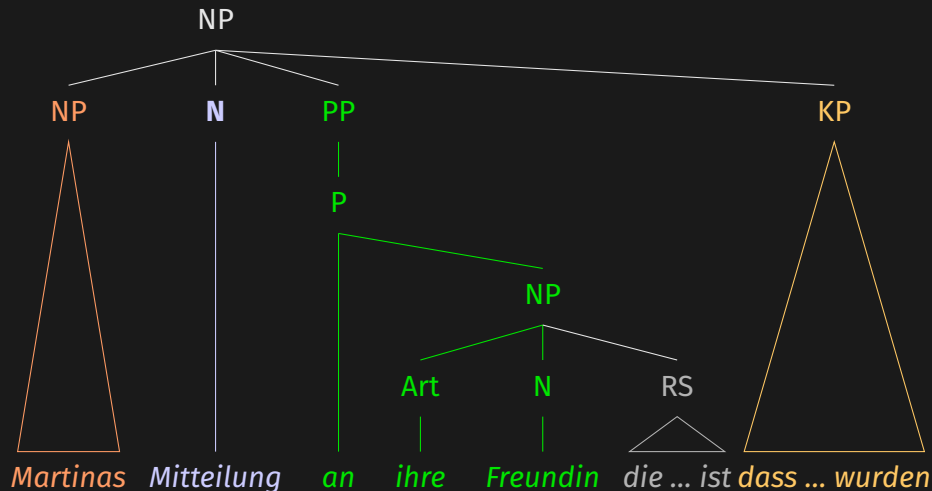 NP
NP N PP KP
P
NP
Art N RS
Martinas Mitteilung an ihre Freundin die ... ist dass ... wurden